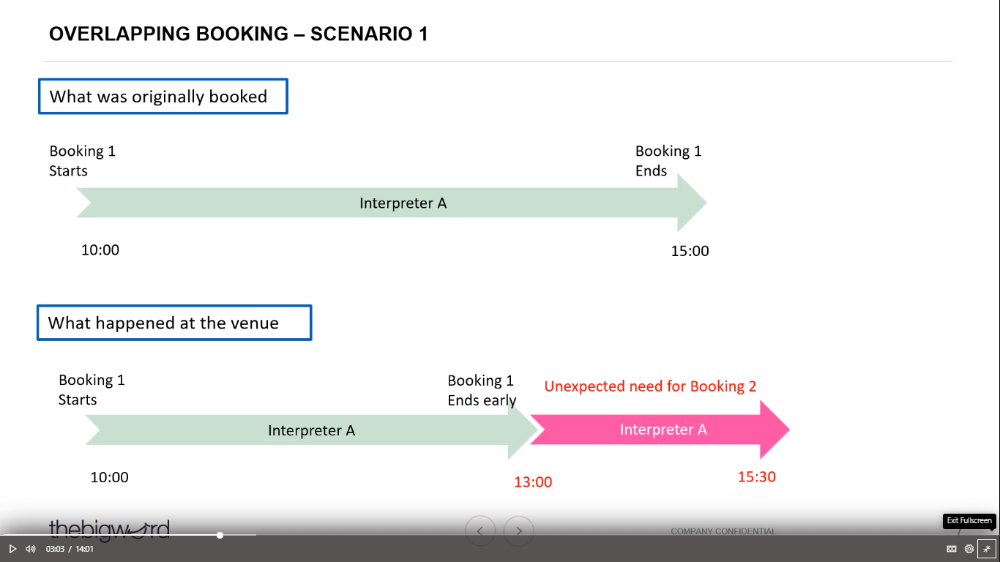 OVERLAPPING BOOKING – SCENARIO 1
What was originally booked
Booking 1
Starts
Booking 1
Ends
Interpreter A
10:00
15:00
What happened at the venue
Booking 1
Starts
Booking 1
Ends early
Unexpected need for Booking 2
Interpreter A
Interpreter A
10:00
13:00
15:30
thebigword
COMPANY CONFIDENTIAL
Exit Fullscreen
03:03 / 14:01